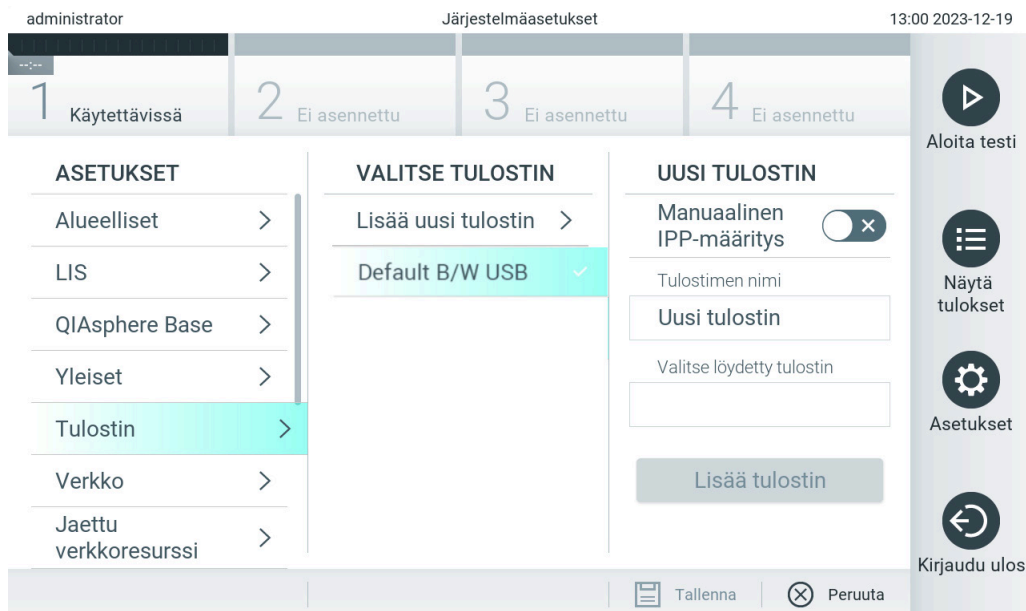 administrator
Järjestelmäasetukset
13:00 2023-12-19
--:--
1 Käytettävissä
2 Ei asennettu
3 Ei asennettu
4 Ei asennettu
ASETUKSET
Alueelliset
LIS
QIAsphere Base
Yleiset
Tulostin
Verkko
Jaettu
verkkoresurssi
VALITSE TULOSTIN
Lisää uusi tulostin
Default B/W USB
UUSI TULOSTIN
Manuaalinen
IPP-määritys
Tulostimen nimi
Uusi tulostin
Valitse löydetty tulostin
Lisää tulostin
Tallenna
Peruuta
Aloita testi
Näytä
tulokset
Asetukset
Kirjaudu ulos